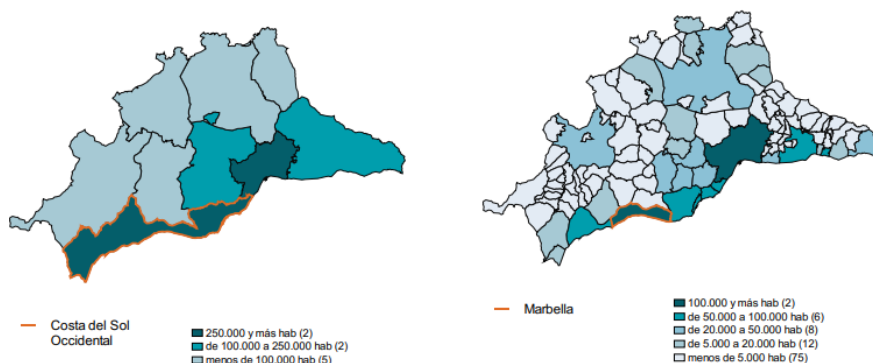 Costa del Sol
Occidental
250.000 y más hab (2)
de 100.000 a 250.000 hab (2)
menos de 100.000 hab (5)
Marbella
100.000 y más hab (2)
de 50.000 a 100.000 hab (6)
de 20.000 a 50.000 hab (8)
de 5.000 a 20.000 hab (12)
menos de 5.000 hab (75)